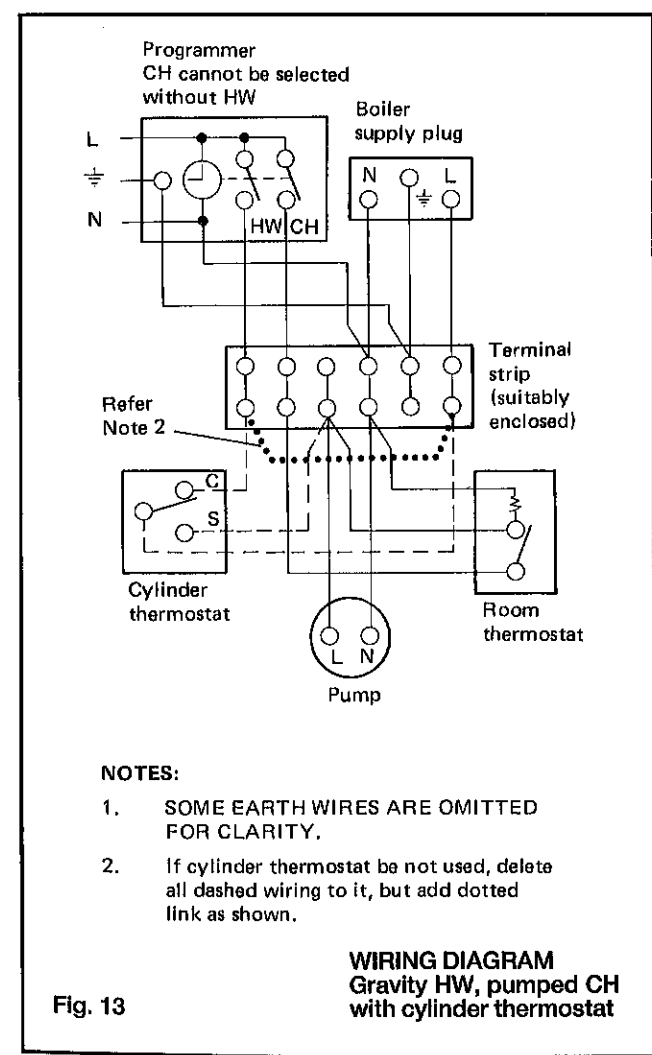 Programmer
CH cannot be selected
without HW
Boiler
supply plug
L
N
HW CH
N
L
Terminal
strip
(suitably
enclosed)
Refer
Note 2
C
S
Cylinder
thermostat
Room
thermostat
L N
Pump
NOTES:
1. SOME EARTH WIRES ARE OMITTED
FOR CLARITY.
2. If cylinder thermostat be not used, delete
all dashed wiring to it, but add dotted
link as shown.
WIRING DIAGRAM
Gravity HW, pumped CH
with cylinder thermostat
Fig. 13